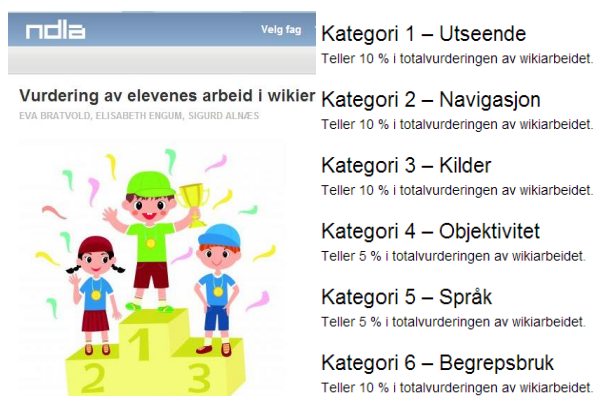 ndla
Velg fag
Vurdering av elevenes arbeid i wikier
EVA BRATVOLD, ELISABETH ENGUM, SIGURD ALNÆS
1
2
3
Kategori 1 – Utseende
Teller 10 % i totalvurderingen av wikiarbeidet.
Kategori 2 – Navigasjon
Teller 10 % i totalvurderingen av wikiarbeidet.
Kategori 3 – Kilder
Teller 10 % i totalvurderingen av wikiarbeidet.
Kategori 4 – Objektivitet
Teller 5 % i totalvurderingen av wikiarbeidet.
Kategori 5 – Språk
Teller 5 % i totalvurderingen av wikiarbeidet.
Kategori 6 – Begrepsbruk
Teller 10 % i totalvurderingen av wikiarbeidet.